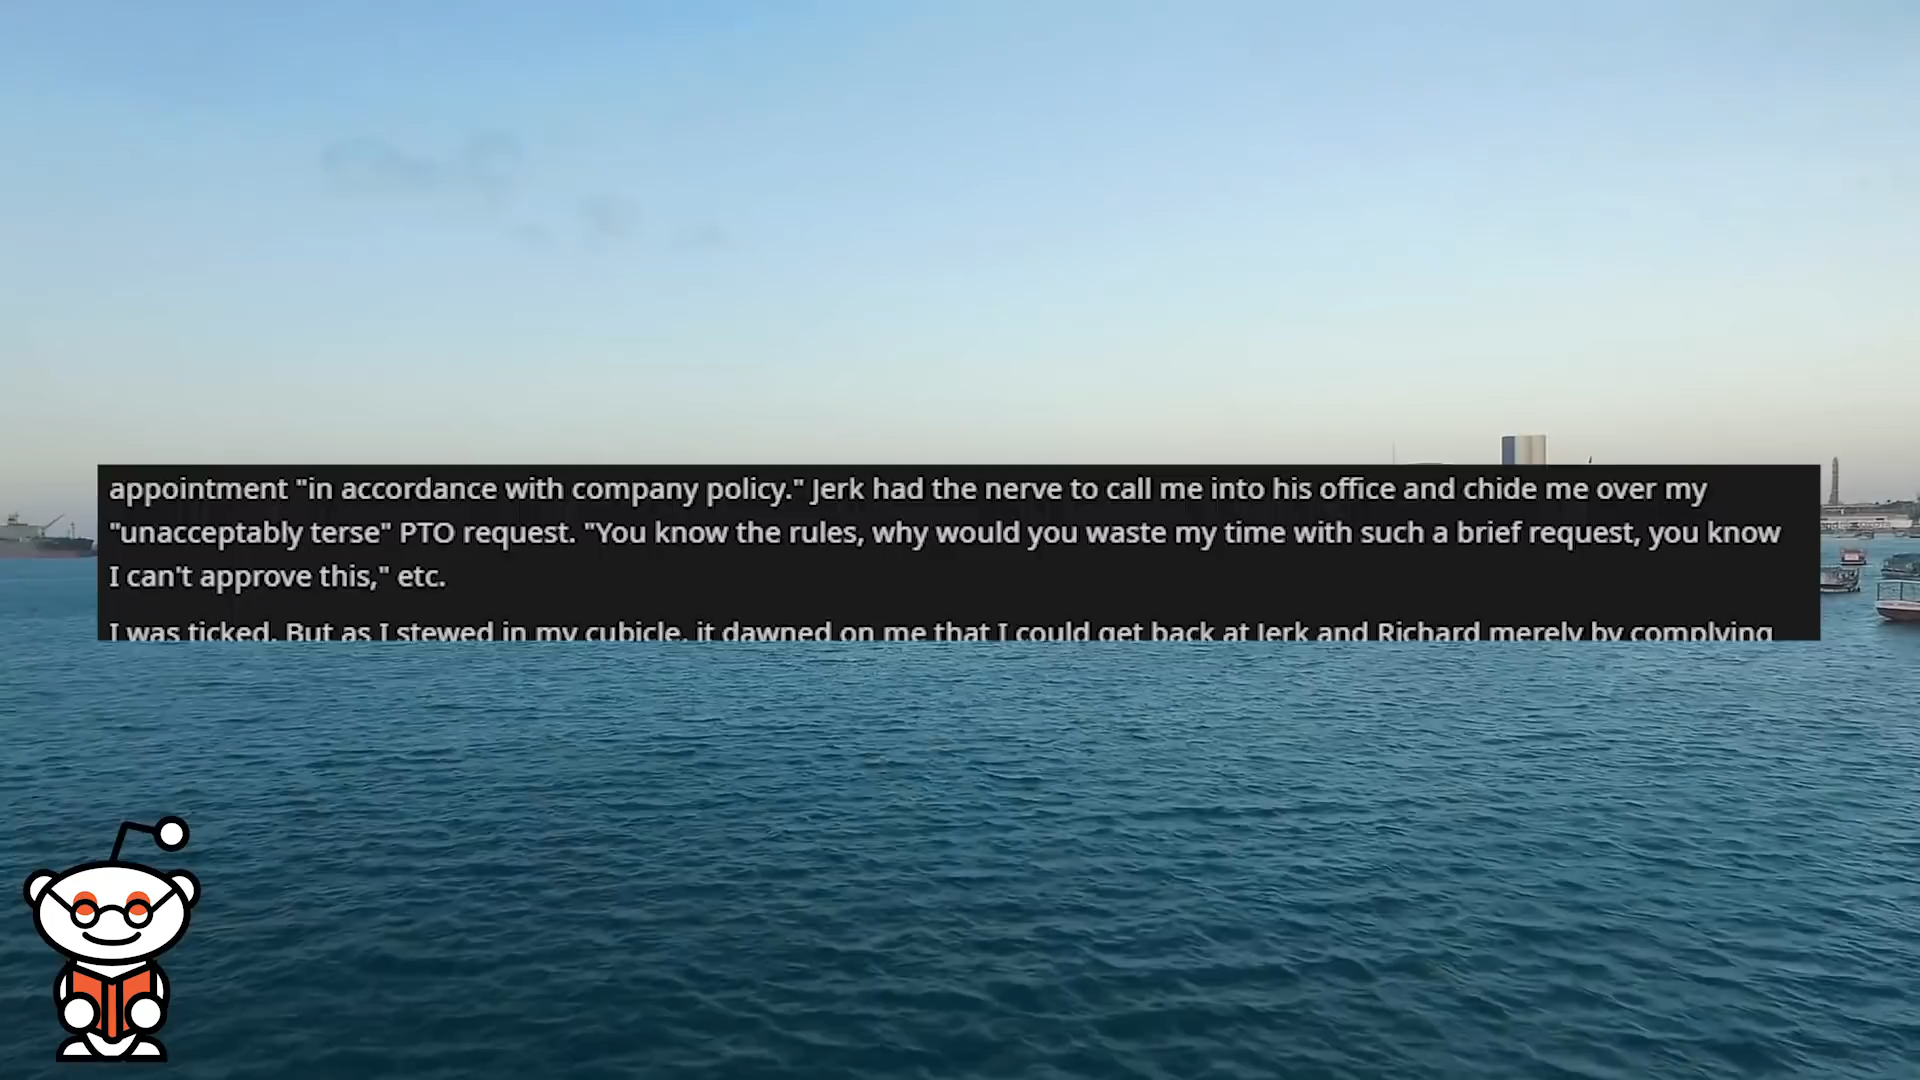 appointment "in accordance with company policy." Jerk had the nerve to call me into his office and chide me over my
"unacceptably terse" PTO request. "You know the rules, why would you waste my time with such a brief request, you know
I can't approve this," etc.
I was ticked. But as I stewed in my cubicle, it dawned on me that I could get back at Jerk and Richard merely by complying